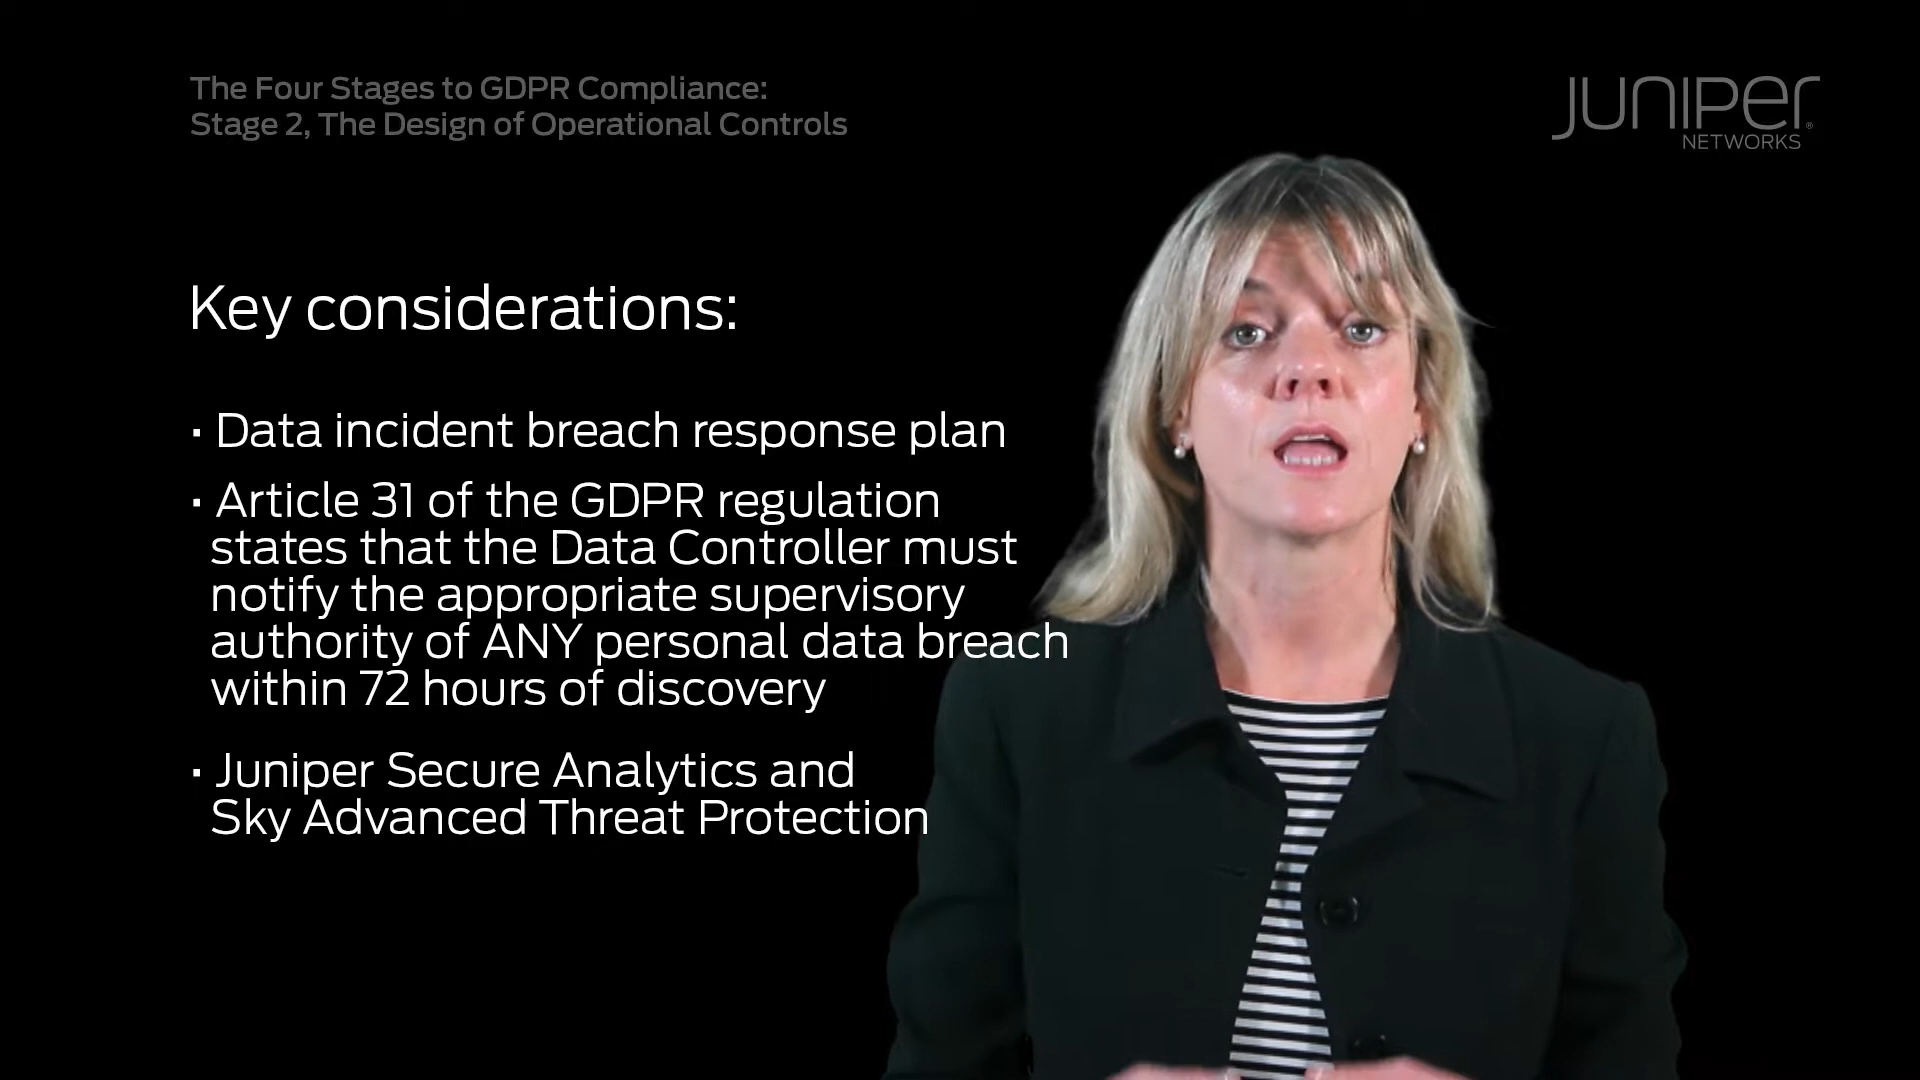 The Four Stages to GDPR Compliance:
Stage 2, The Design of Operational Controls
JUNIPER®
NETWORKS
Key considerations:
· Data incident breach response plan
· Article 31 of the GDPR regulation
states that the Data Controller must
notify the appropriate supervisory
authority of ANY personal data breach
within 72 hours of discovery
· Juniper Secure Analytics and
Sky Advanced Threat Protection